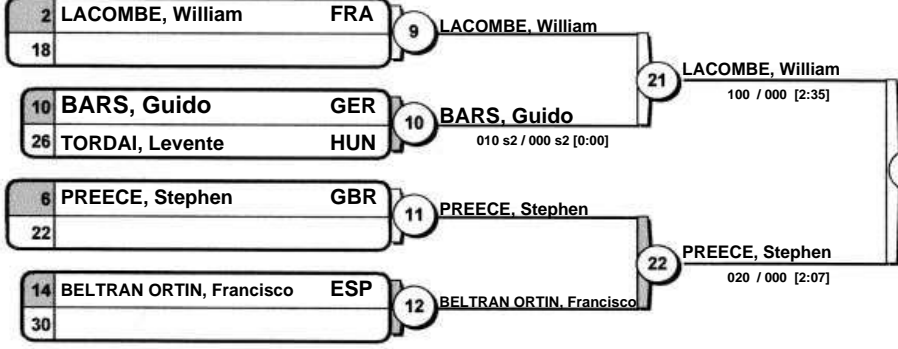 2 LACOMBE, William FRA
18
9
LACOMBE, William
10 BARS, Guido GER
26 TORDAI, Levente HUN
10
BARS, Guido
010 s2 / 000 s2 [0:00]
21
LACOMBE, William
100 / 000 [2:35]
6 PREECE, Stephen GBR
22
11
PREECE, Stephen
14 BELTRAN ORTIN, Francisco ESP
30
12
BELTRAN ORTIN, Francisco
22
PREECE, Stephen
020 / 000 [2:07]